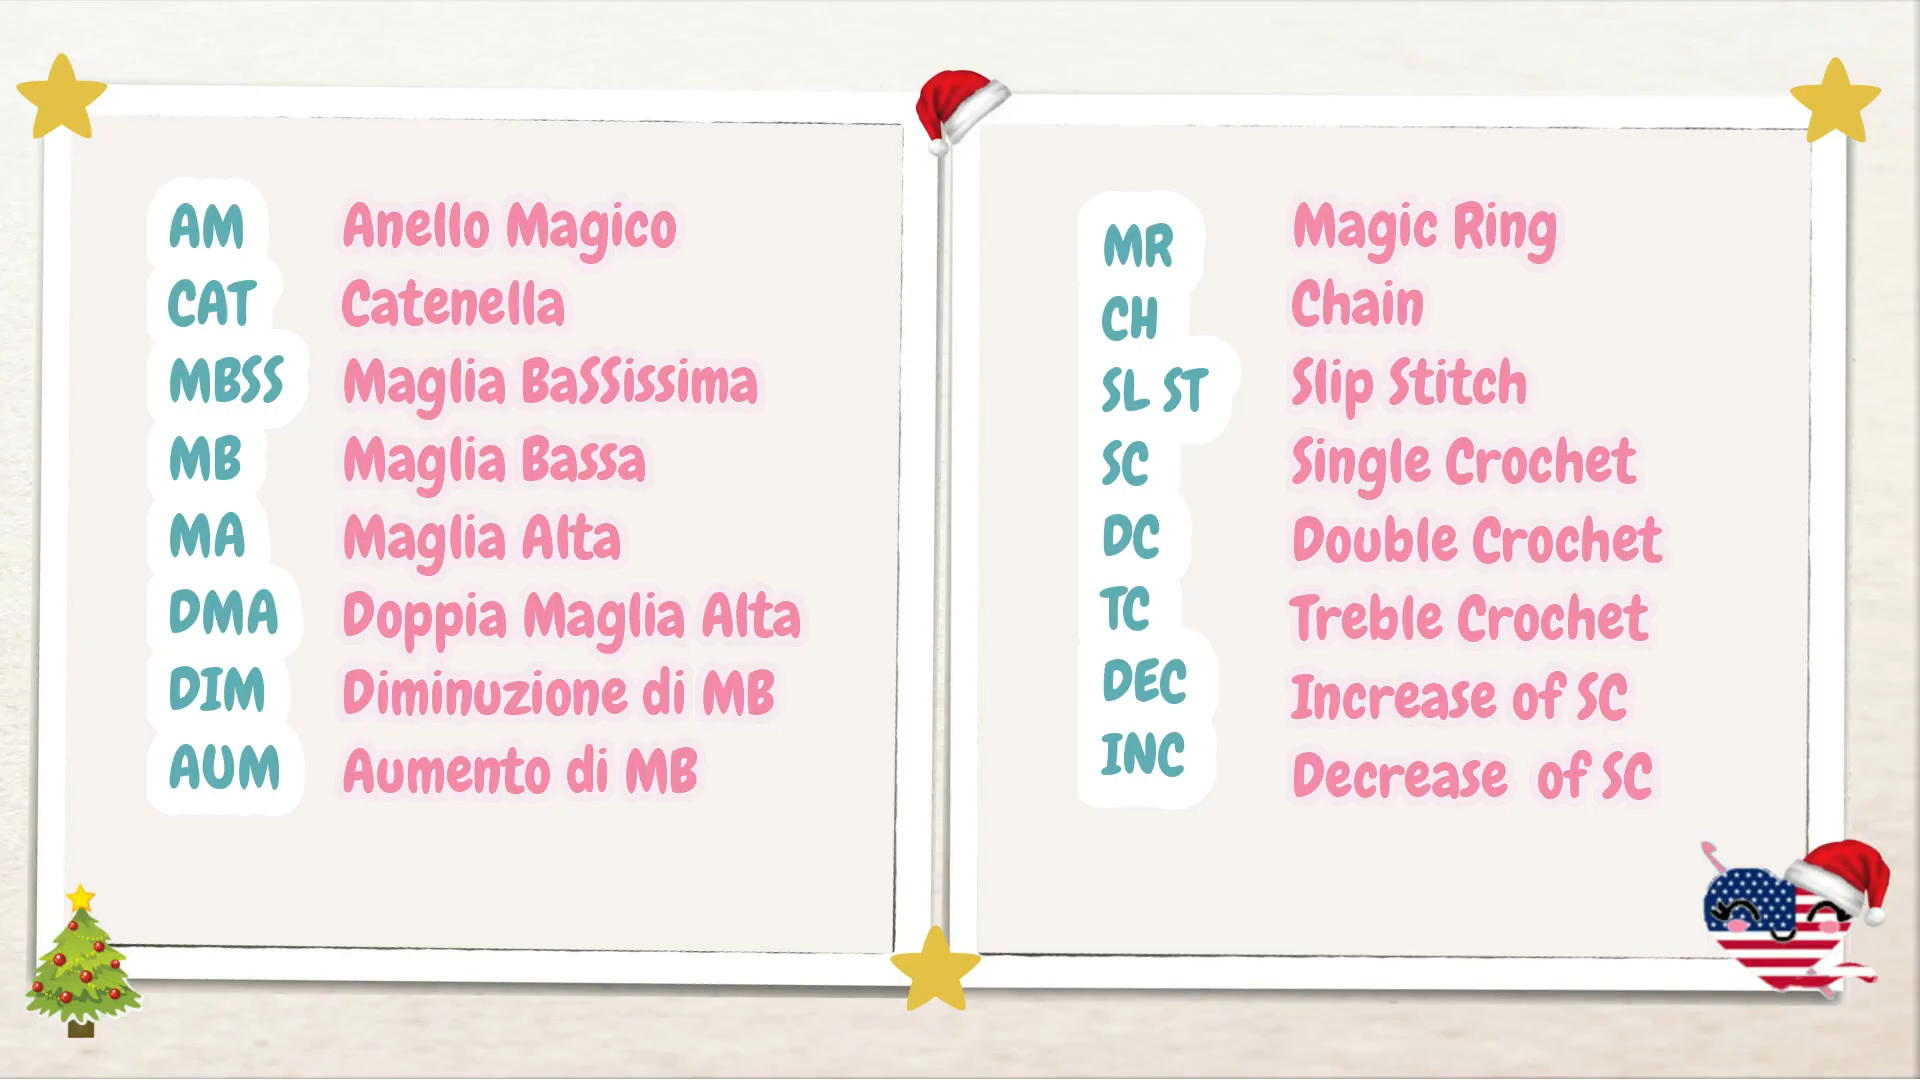 AM Anello Magico
CAT Catenella
MBSS Maglia BaSSissima
MB Maglia Bassa
MA Maglia Alta
DMA Doppia Maglia Alta
DIM Diminuzione di MB
AUM Aumento di MB
MR Magic Ring
CH Chain
SL ST Slip Stitch
SC Single Crochet
DC Double Crochet
TC Treble Crochet
DEC Increase of SC
INC Decrease of SC